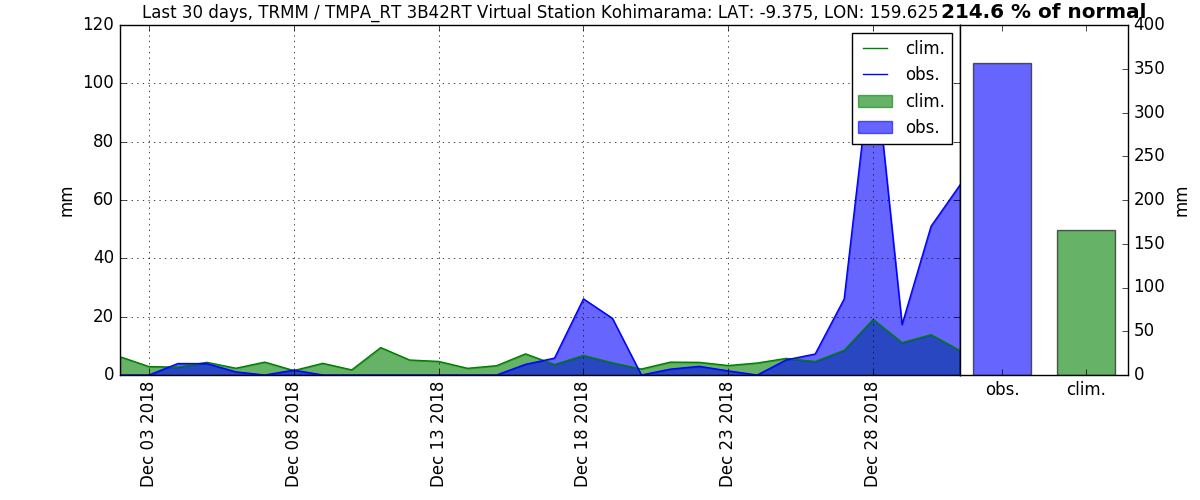 Last 30 days, TRMM / TMPA_RT 3B42RT Virtual Station Kohimarama: LAT: -9.375, LON: 159.625
214.6 % of normal
120
100
80
60
40
20
0
mm
Dec 03 2018
Dec 08 2018
Dec 13 2018
Dec 18 2018
Dec 23 2018
Dec 28 2018
clim.
obs.
clim.
obs.
400
350
300
250
200
150
100
50
0
mm
obs.
clim.